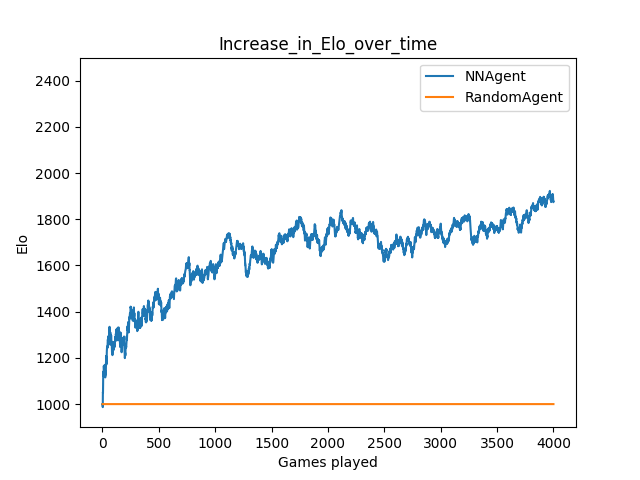 Increase_in_Elo_over_time
NNAgent
RandomAgent
2400
2200
2000
1800
1600
1400
1200
1000
Elo
0 500 1000 1500 2000 2500 3000 3500 4000
Games played